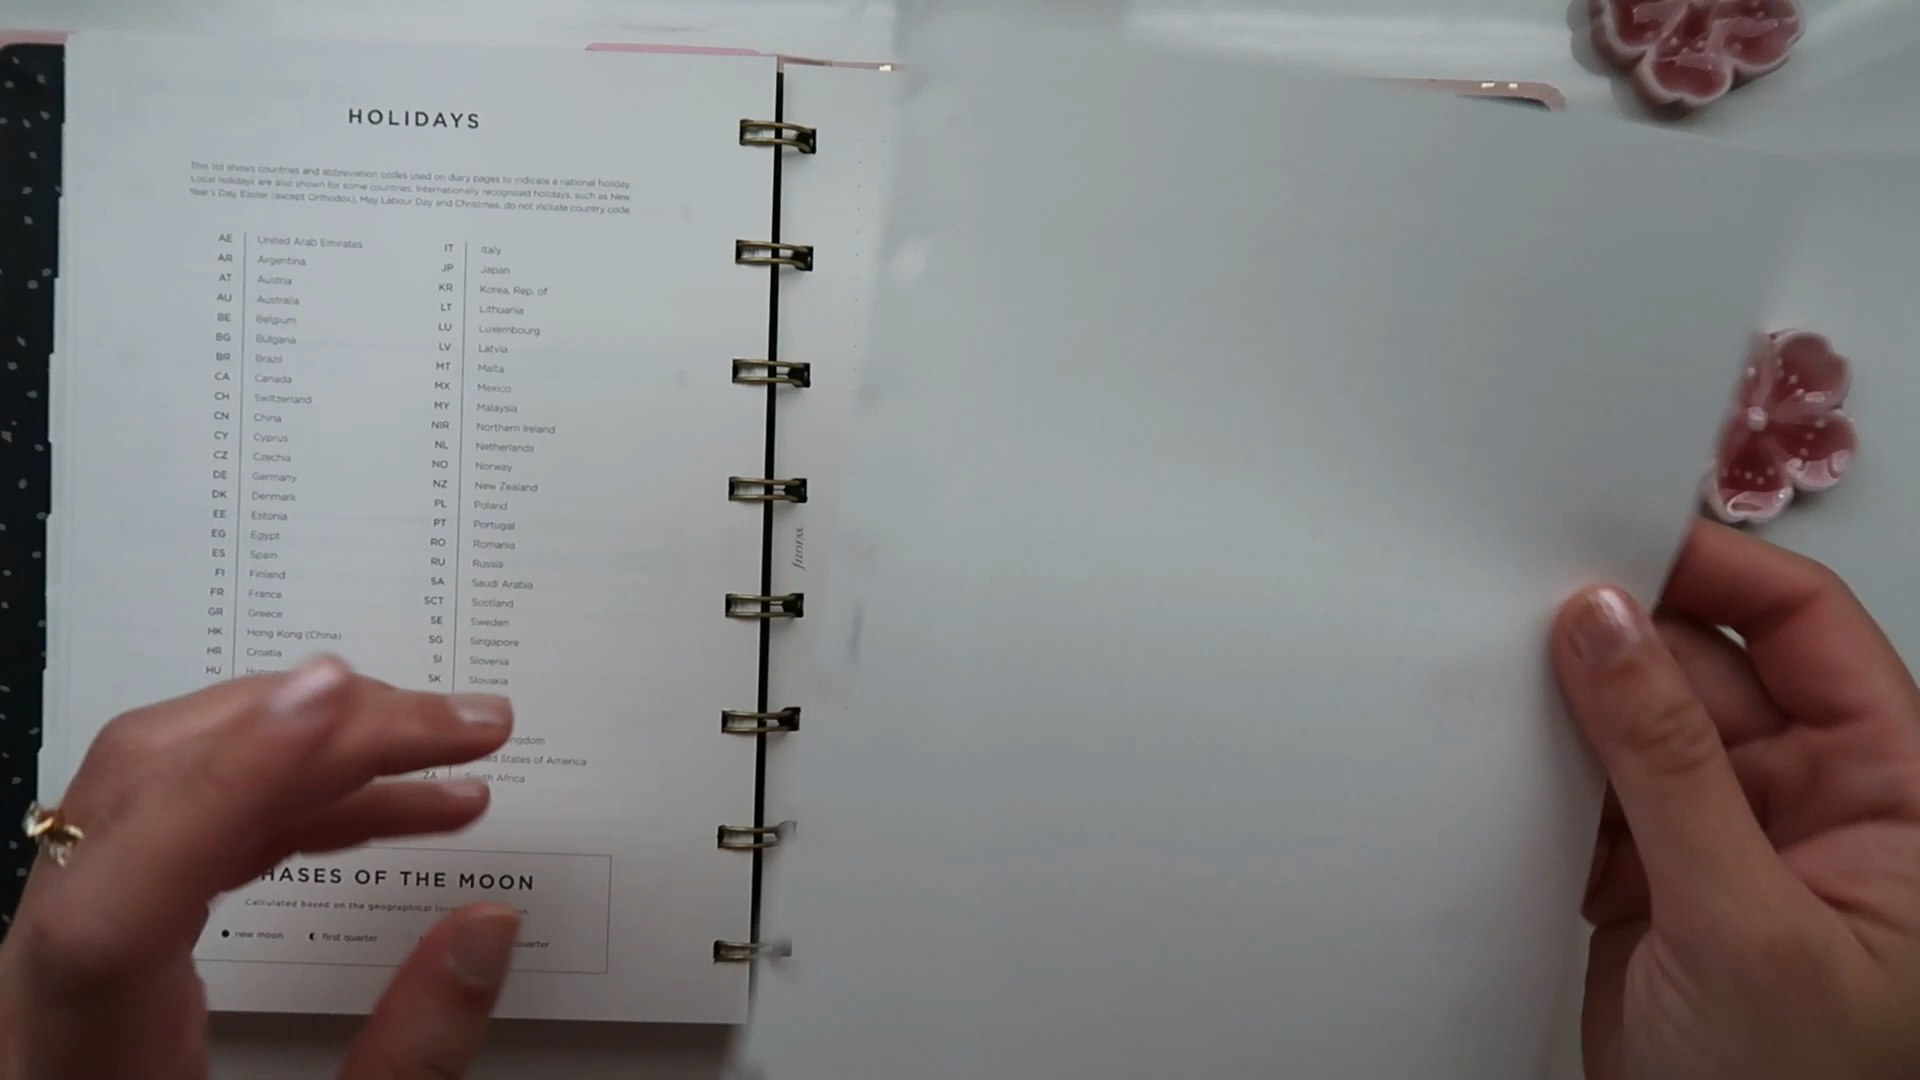 HOLIDAYS
This list shows countries and abbreviation codes used on diary pages to indicate a national holiday.
Local holidays are also shown for some countries. Internationally recognised holidays, such as New
Year's Day, Easter (except Orthodox), May Labour Day and Christmas, do not include country code.
AE United Arab Emirates
AR Argentina
AT Austria
AU Australia
BE Belgium
BG Bulgaria
BR Brazil
CA Canada
CH Switzerland
CN China
CY Cyprus
CZ Czechia
DE Germany
DK Denmark
EE Estonia
EG Egypt
ES Spain
FI Finland
FR France
GR Greece
HK Hong Kong (China)
HR Croatia
HU
IT Italy
JP Japan
KR Korea, Rep. of
LT Lithuania
LU Luxembourg
LV Latvia
MT Malta
MX Mexico
MY Malaysia
NIR Northern Ireland
NL Netherlands
NO Norway
NZ New Zealand
PL Poland
PT Portugal
RO Romania
RU Russia
SA Saudi Arabia
SCT Scotland
SE Sweden
SG Singapore
SI Slovenia
SK Slovakia
States of America
ZA South Africa
HASES OF THE MOON
Calculated based on the geographical
new moon first quarter quarter
filofax